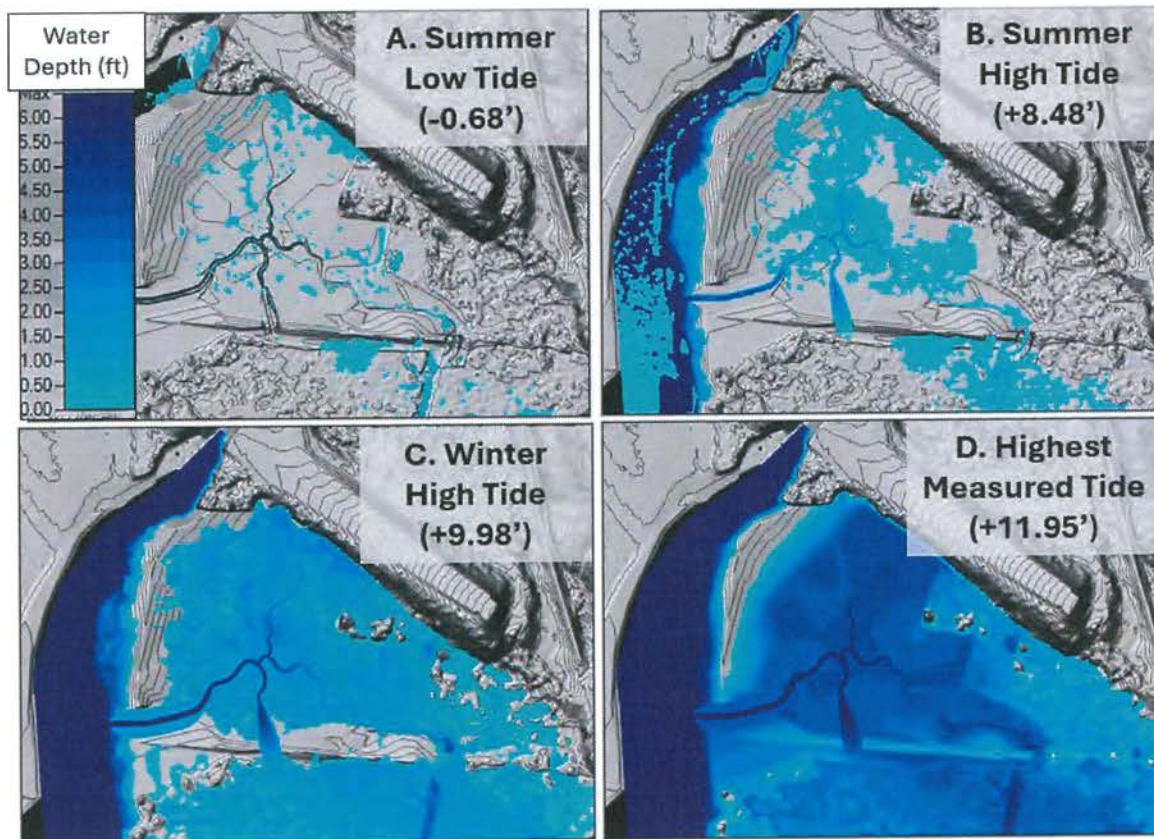 Water
Depth (ft)
Max
6.00
5.50
5.00
4.50
4.00
3.50
3.00
2.50
2.00
1.50
1.00
0.50
0.00
A. Summer
Low Tide
(-0.68')
B. Summer
High Tide
(+8.48')
C. Winter
High Tide
(+9.98')
D. Highest
Measured Tide
(+11.95')